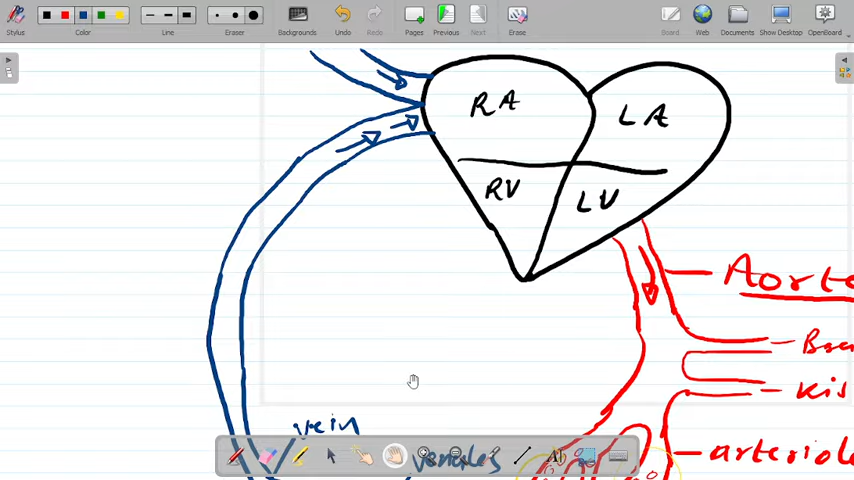 Stylus
Color
Line
Eraser
Backgrounds
Undo
Redo
Pages
Previous
Next
Erase
Board
Web
Documents
Show Desktop
OpenBoard
RA
LA
RV
LV
Aorta
Kis
vein
arteriole
venules